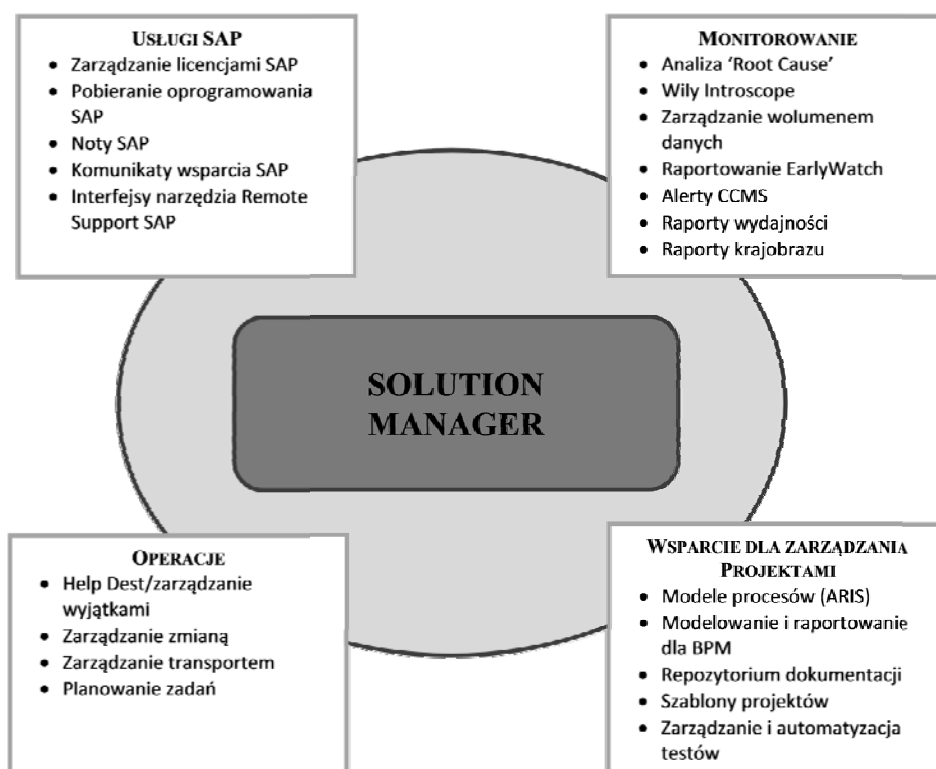 USŁUGI SAP
• Zarządzanie licencjami SAP
• Pobieranie oprogramowania
SAP
• Noty SAP
• Komunikaty wsparcia SAP
• Interfejsy narzędzia Remote
Support SAP
MONITOROWANIE
• Analiza ‘Root Cause’
• Wily Introscope
• Zarządzanie wolumenem
danych
• Raportowanie EarlyWatch
• Alerty CCMS
• Raporty wydajności
• Raporty krajobrazu
SOLUTION
MANAGER
OPERACJE
• Help Dest/zarządzanie
wyjątkami
• Zarządzanie zmianą
• Zarządzanie transportem
• Planowanie zadań
WSPARCIE DLA ZARZĄDZANIA
PROJEKTAMI
• Modele procesów (ARIS)
• Modelowanie i raportowanie
dla BPM
• Repozytorium dokumentacji
• Szablony projektów
• Zarządzanie i automatyzacja
testów